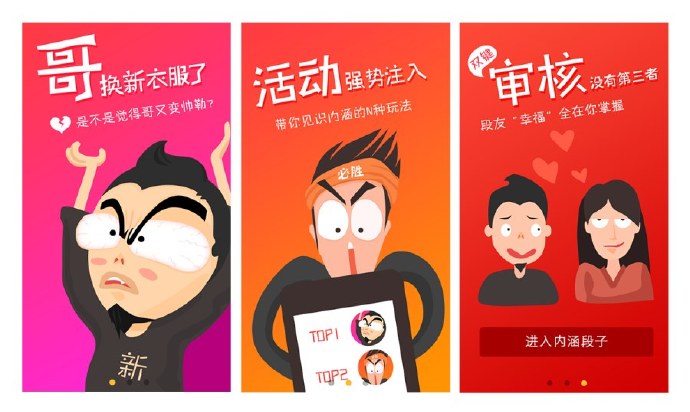 哥换新衣服了
是不是觉得哥又变帅勒?
新
活动强势注入
带你见识内涵的N种玩法
必胜
TOP1
TOP2
双键
审核没有第三者
段友“幸福”全在你掌握
进入内涵段子